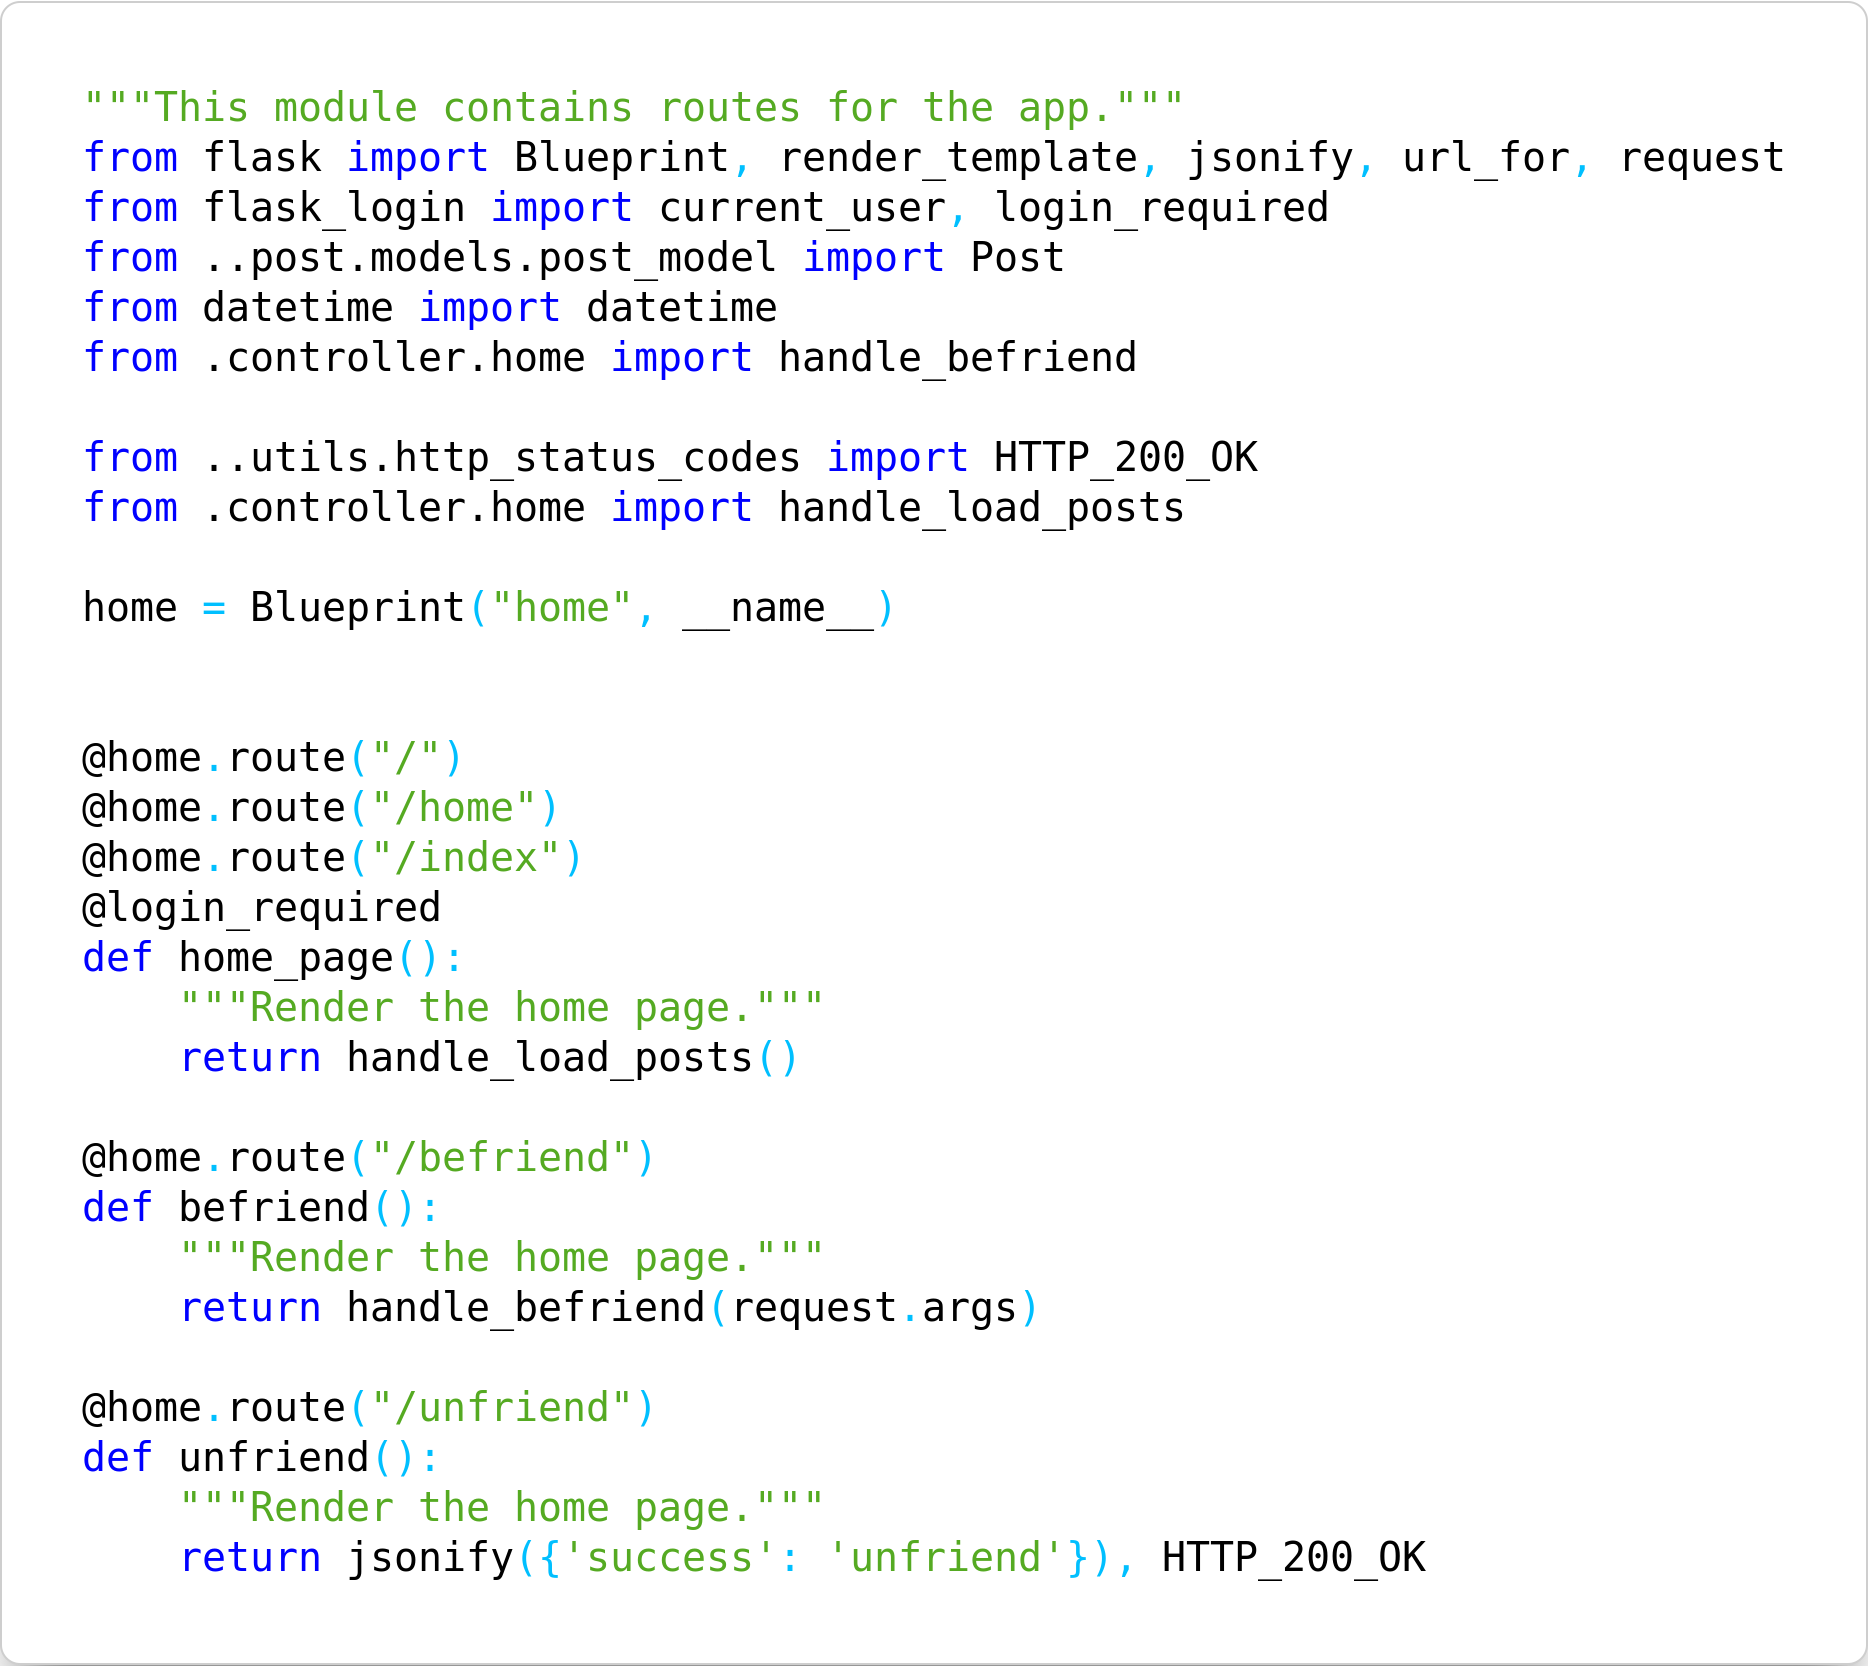 """This module contains routes for the app."""
from flask import Blueprint, render_template, jsonify, url_for, request
from flask_login import current_user, login_required
from ..post.models.post_model import Post
from datetime import datetime
from .controller.home import handle_befriend

from ..utils.http_status_codes import HTTP_200_OK
from .controller.home import handle_load_posts

home = Blueprint("home", __name__)


@home.route("/")
@home.route("/home")
@home.route("/index")
@login_required
def home_page():
    """Render the home page."""
    return handle_load_posts()

@home.route("/befriend")
def befriend():
    """Render the home page."""
    return handle_befriend(request.args)

@home.route("/unfriend")
def unfriend():
    """Render the home page."""
    return jsonify({'success': 'unfriend'}), HTTP_200_OK